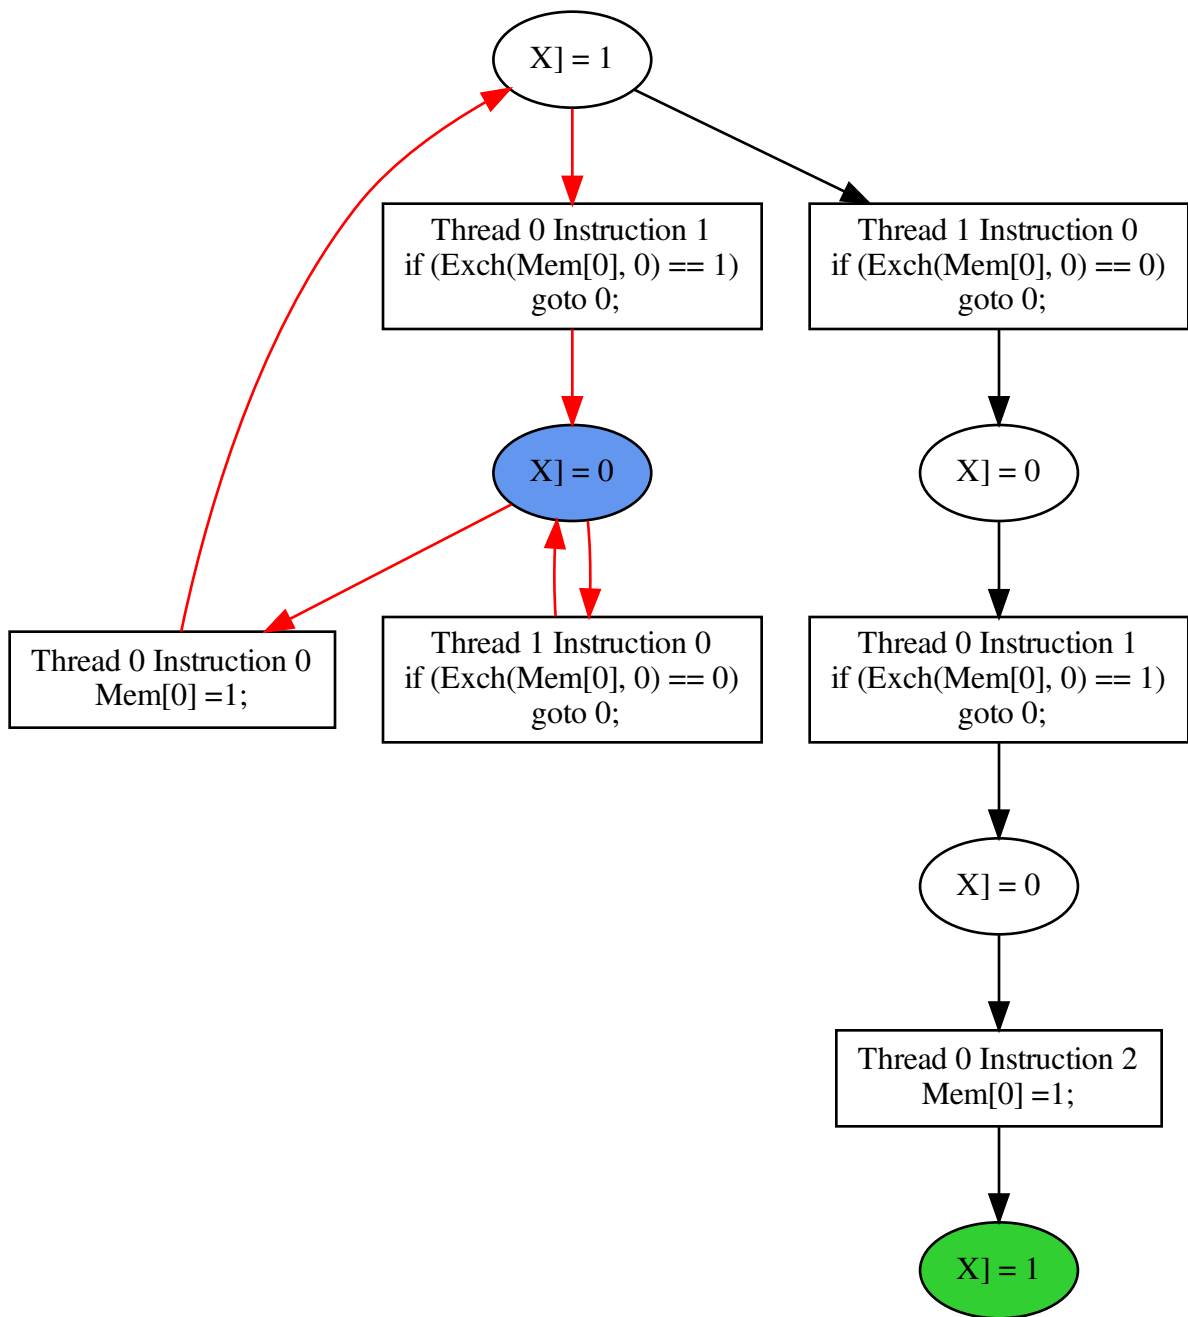 X] = 1
Thread 0 Instruction 1
if (Exch(Mem[0], 0) == 1)
goto 0;
Thread 1 Instruction 0
if (Exch(Mem[0], 0) == 0)
goto 0;
X] = 0
X] = 0
Thread 0 Instruction 0
Mem[0] =1;
Thread 1 Instruction 0
if (Exch(Mem[0], 0) == 0)
goto 0;
Thread 0 Instruction 1
if (Exch(Mem[0], 0) == 1)
goto 0;
X] = 0
Thread 0 Instruction 2
Mem[0] =1;
X] = 1